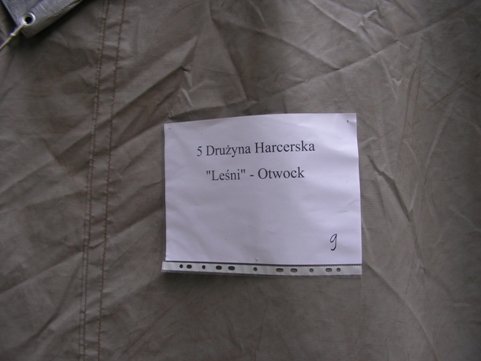 5 Drużyna Harcerska
"Leśni" - Otwock
9